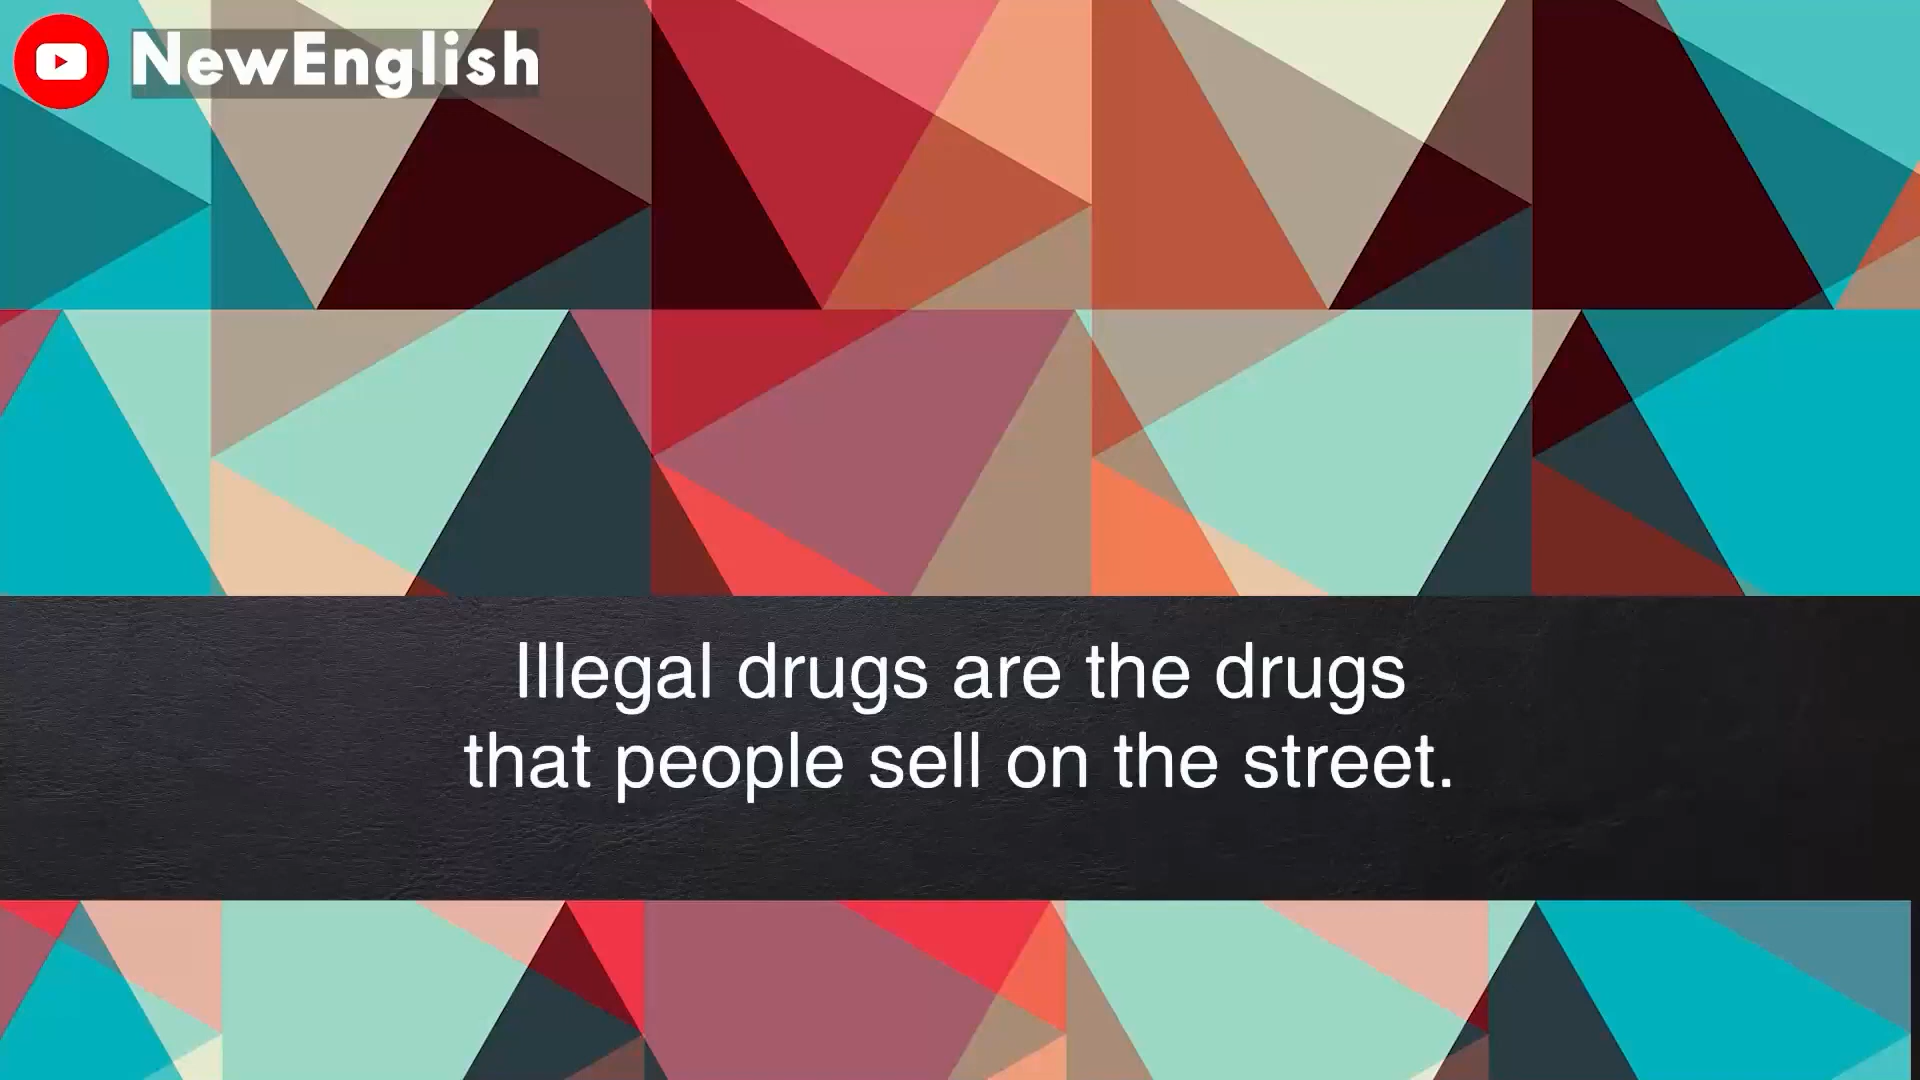 NewEnglish
Illegal drugs are the drugs
that people sell on the street.